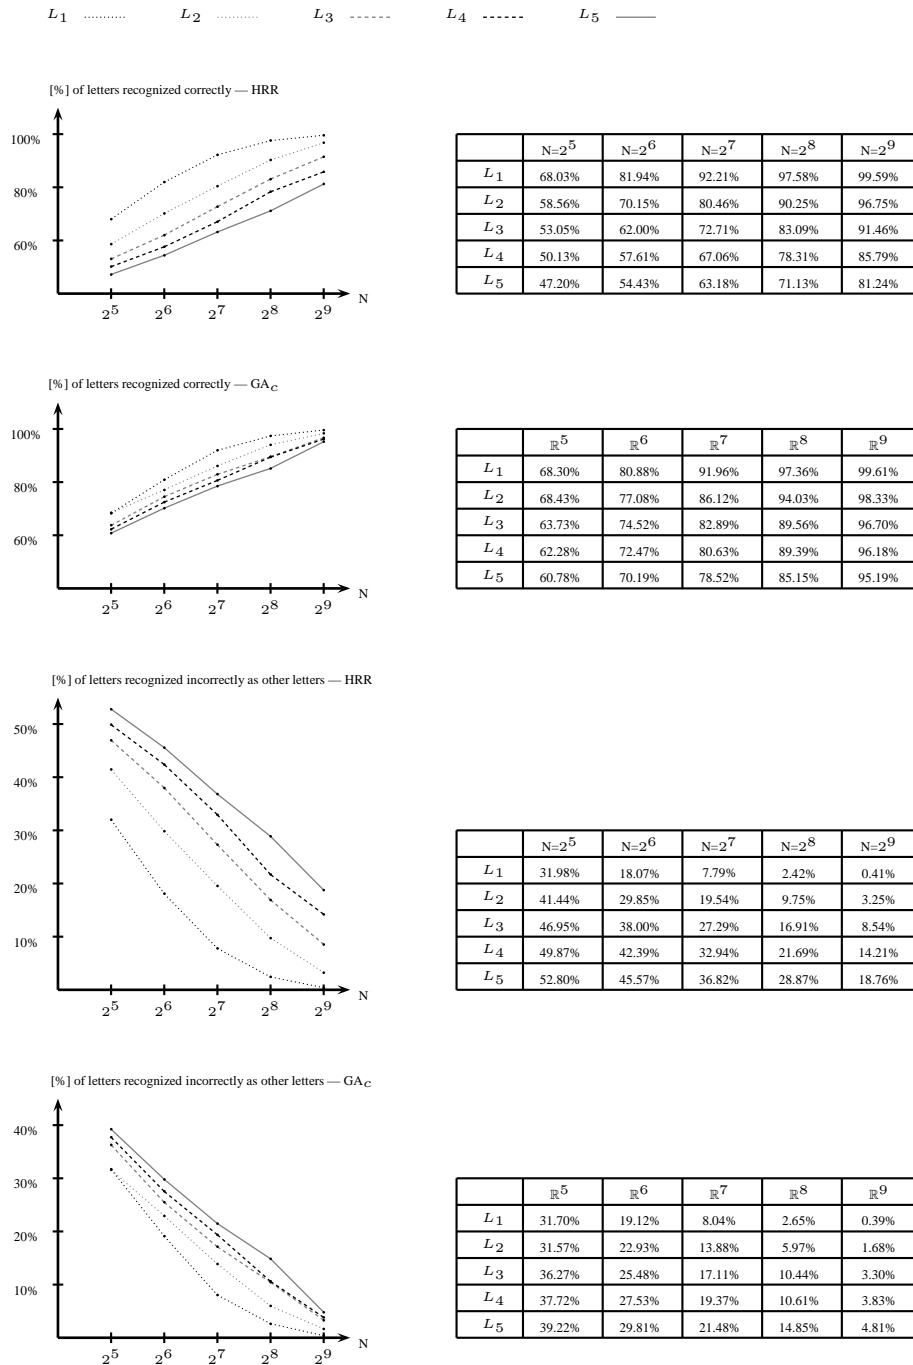 L1 L2 L3 L4 L5
[%] of letters recognized correctly — HRR
100%
80%
60%
2^5 2^6 2^7 2^8 2^9 N
N=2^5 N=2^6 N=2^7 N=2^8 N=2^9
L1 68.03% 81.94% 92.21% 97.58% 99.59%
L2 58.56% 70.15% 80.46% 90.25% 96.75%
L3 53.05% 62.00% 72.71% 83.09% 91.46%
L4 50.13% 57.61% 67.06% 78.31% 85.79%
L5 47.20% 54.43% 63.18% 71.13% 81.24%
[%] of letters recognized correctly — GAc
100%
80%
60%
2^5 2^6 2^7 2^8 2^9 N
ℝ^5 ℝ^6 ℝ^7 ℝ^8 ℝ^9
L1 68.30% 80.88% 91.96% 97.36% 99.61%
L2 68.43% 77.08% 86.12% 94.03% 98.33%
L3 63.73% 74.52% 82.89% 89.56% 96.70%
L4 62.28% 72.47% 80.63% 89.39% 96.18%
L5 60.78% 70.19% 78.52% 85.15% 95.19%
[%] of letters recognized incorrectly as other letters — HRR
50%
40%
30%
20%
10%
2^5 2^6 2^7 2^8 2^9 N
N=2^5 N=2^6 N=2^7 N=2^8 N=2^9
L1 31.98% 18.07% 7.79% 2.42% 0.41%
L2 41.44% 29.85% 19.54% 9.75% 3.25%
L3 46.95% 38.00% 27.29% 16.91% 8.54%
L4 49.87% 42.39% 32.94% 21.69% 14.21%
L5 52.80% 45.57% 36.82% 28.87% 18.76%
[%] of letters recognized incorrectly as other letters — GAc
40%
30%
20%
10%
2^5 2^6 2^7 2^8 2^9 N
ℝ^5 ℝ^6 ℝ^7 ℝ^8 ℝ^9
L1 31.70% 19.12% 8.04% 2.65% 0.39%
L2 31.57% 22.93% 13.88% 5.97% 1.68%
L3 36.27% 25.48% 17.11% 10.44% 3.30%
L4 37.72% 27.53% 19.37% 10.61% 3.83%
L5 39.22% 29.81% 21.48% 14.85% 4.81%